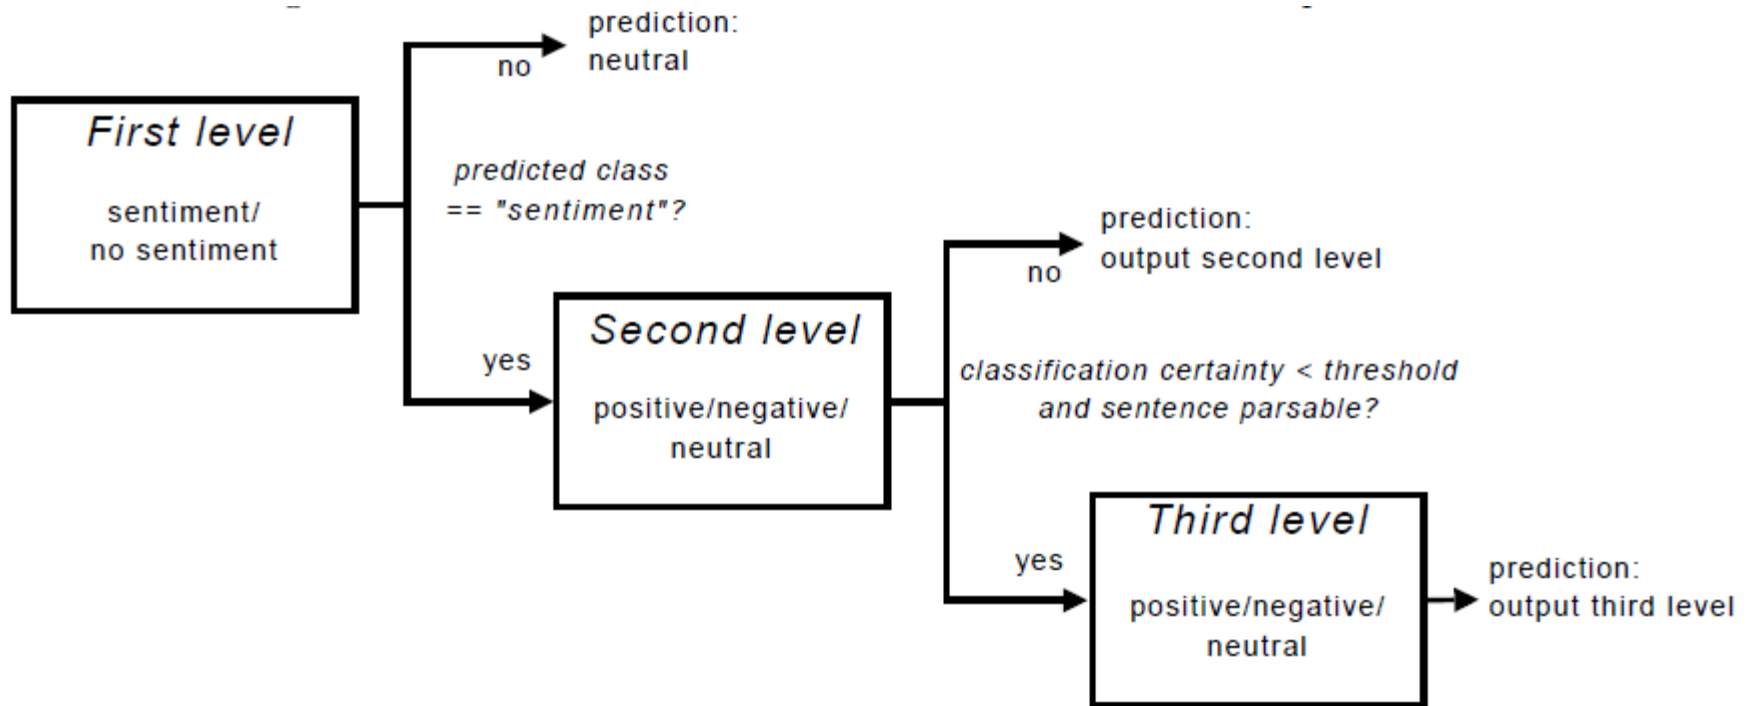 prediction:
neutral
no
First level
sentiment/
no sentiment
predicted class
== "sentiment"?
yes
Second level
positive/negative/
neutral
prediction:
output second level
no
classification certainty < threshold
and sentence parsable?
yes
Third level
positive/negative/
neutral
prediction:
output third level